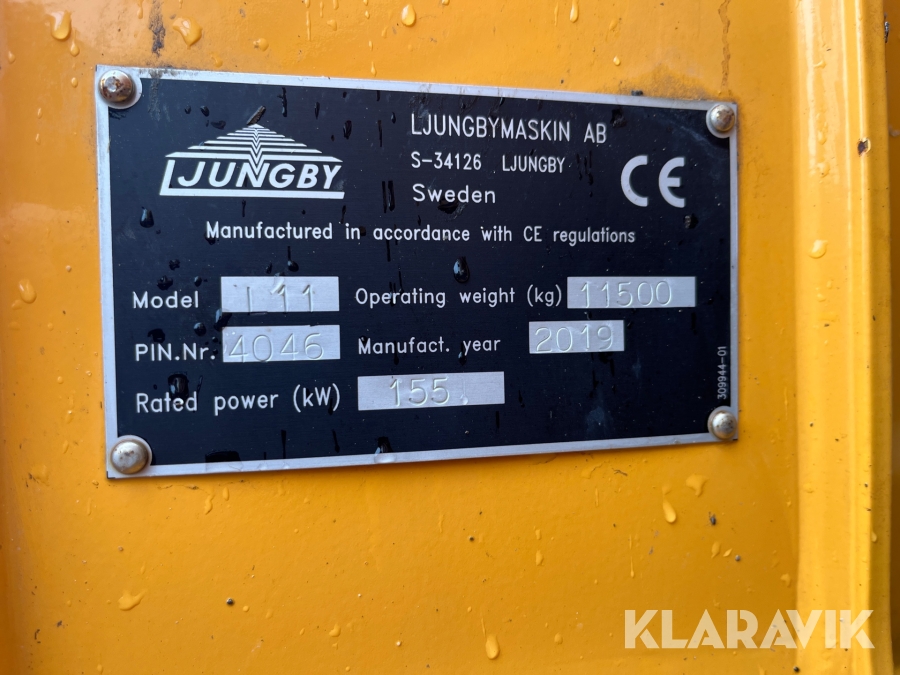 LJUNGBY
LJUNGBYMASKIN AB
S-34126 LJUNGBY
Sweden
CE
Manufactured in accordance with CE regulations
Model L11 Operating weight (kg) 11500
PIN.Nr. 4046 Manufact. year 2019
Rated power (kW) 155
309944-01
KLARAVIK